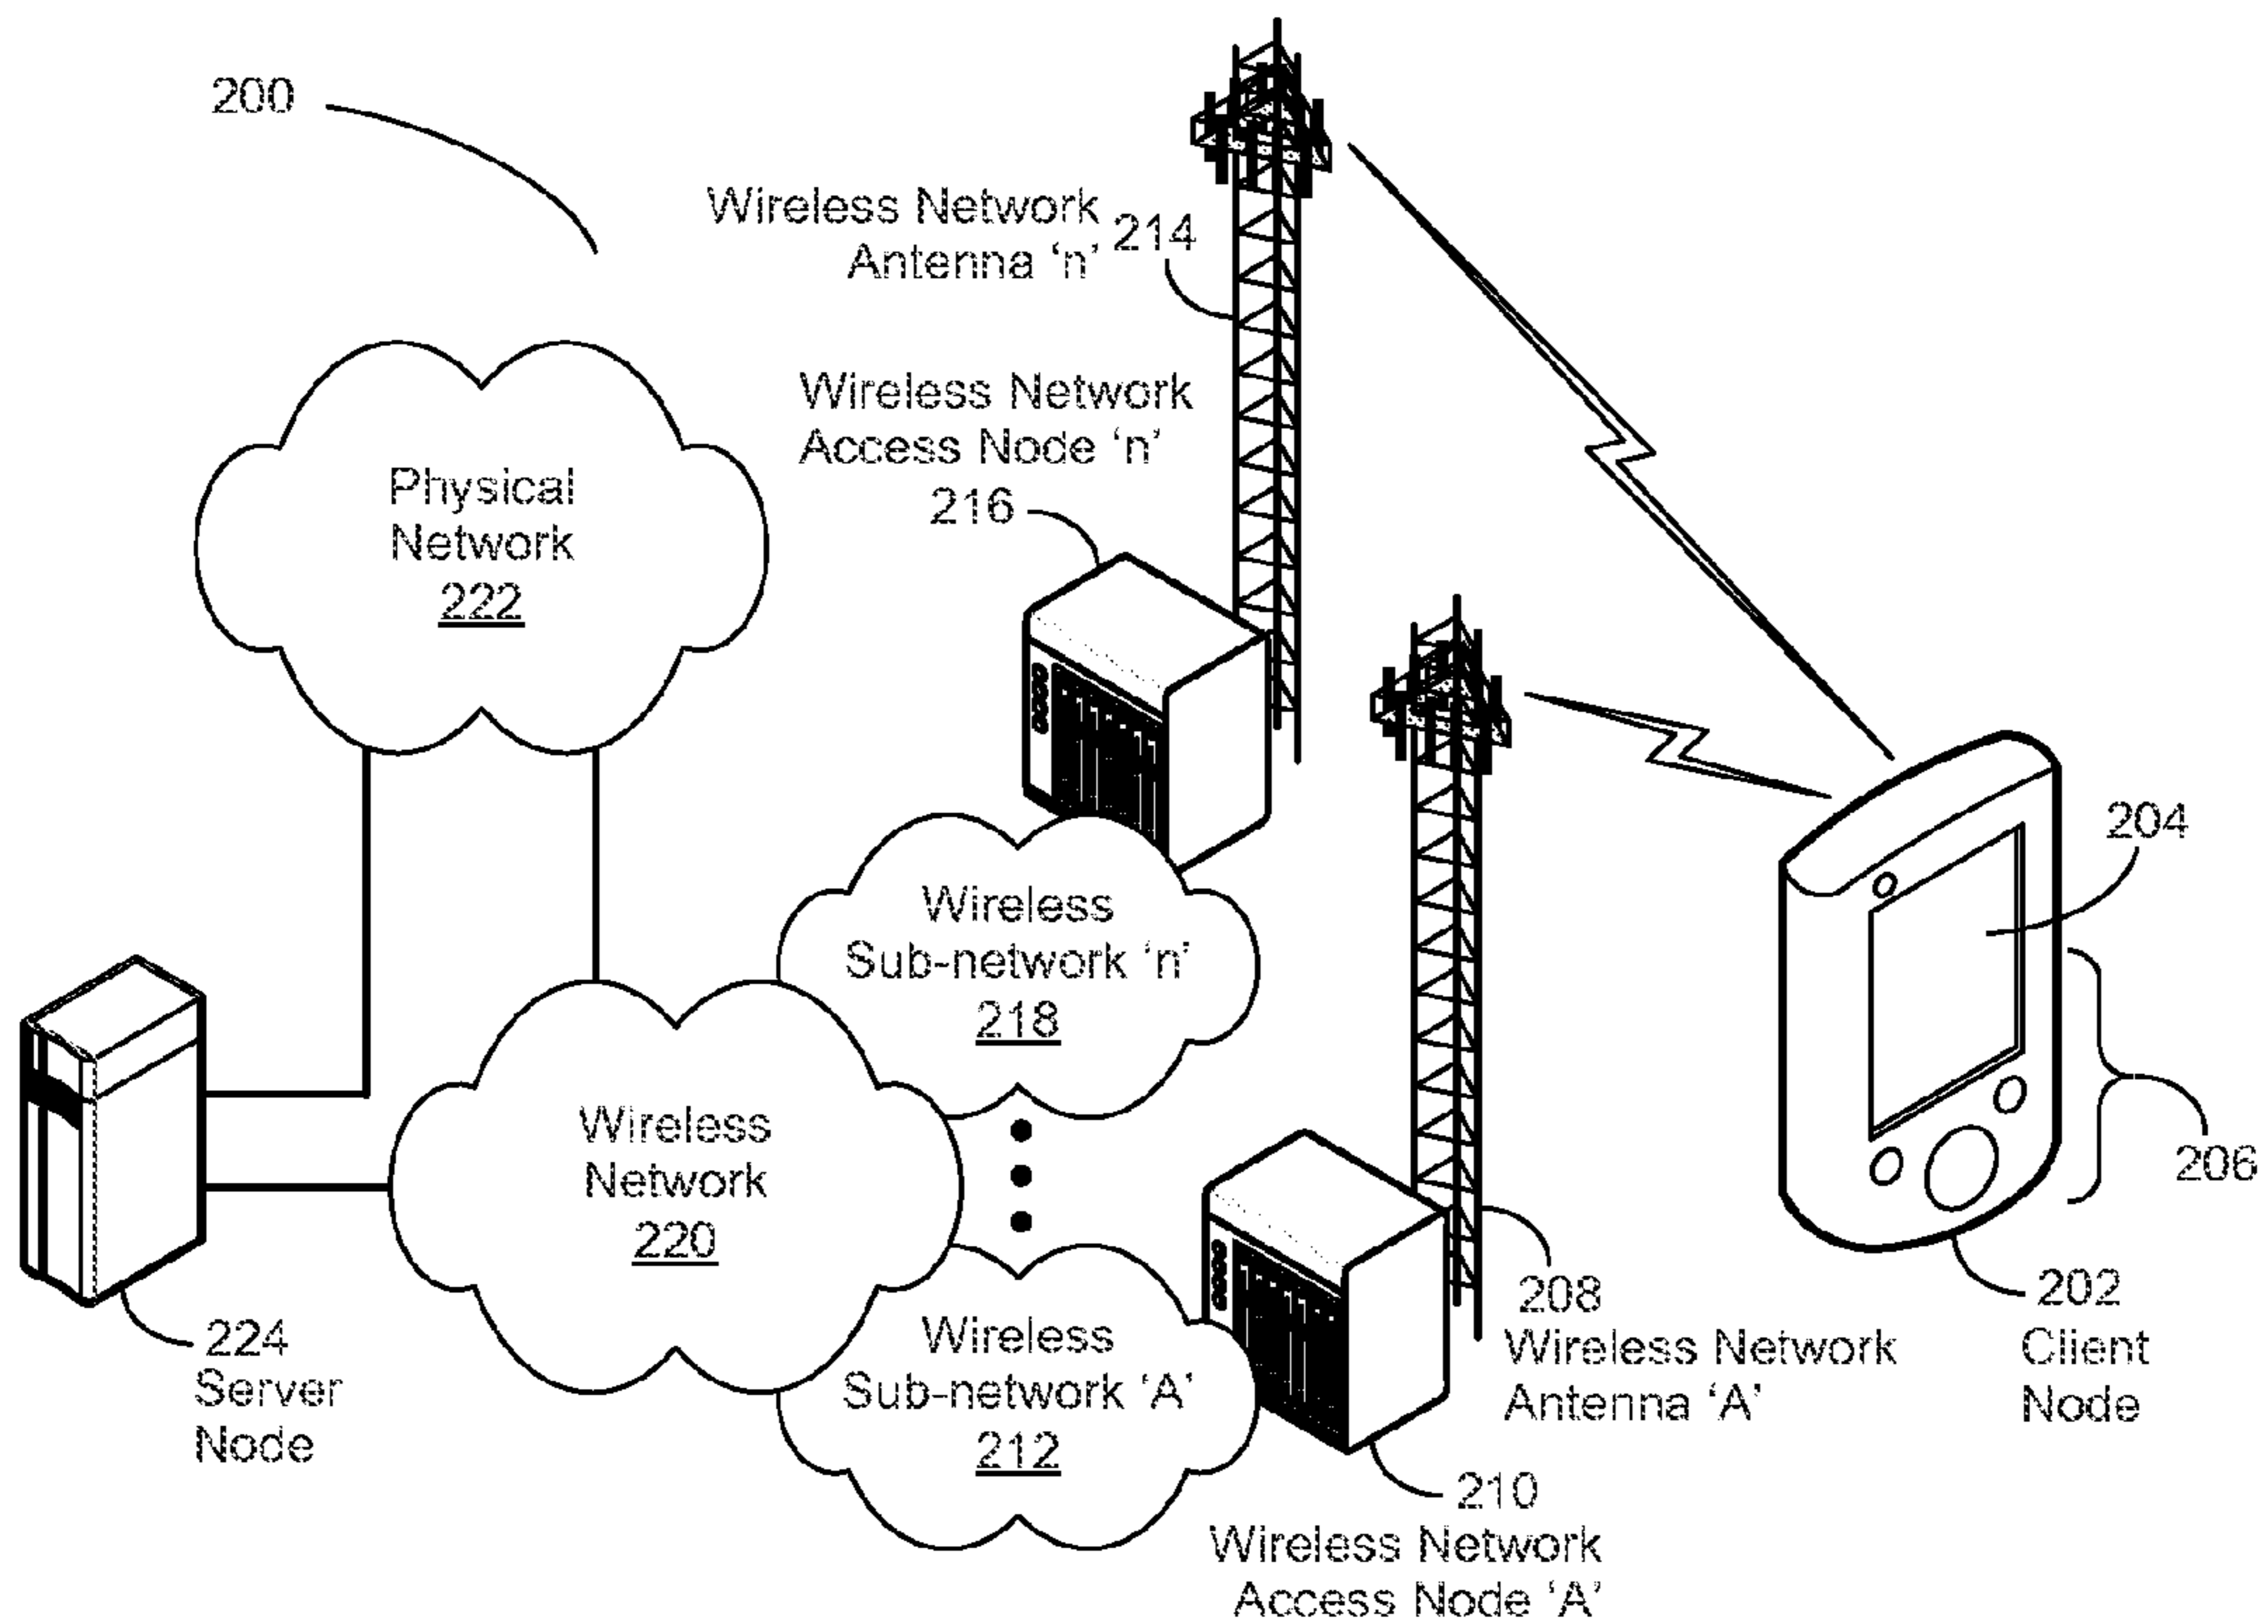 200
Wireless Network
Antenna 'n'
214
Wireless Network
Access Node 'n'
216
Physical
Network
222
204
Wireless
Sub-network 'n'
218
206
Wireless
Network
220
202
Client
Node
208
Wireless Network
Antenna 'A'
224
Server
Node
Wireless
Sub-network 'A'
212
210
Wireless Network
Access Node 'A'